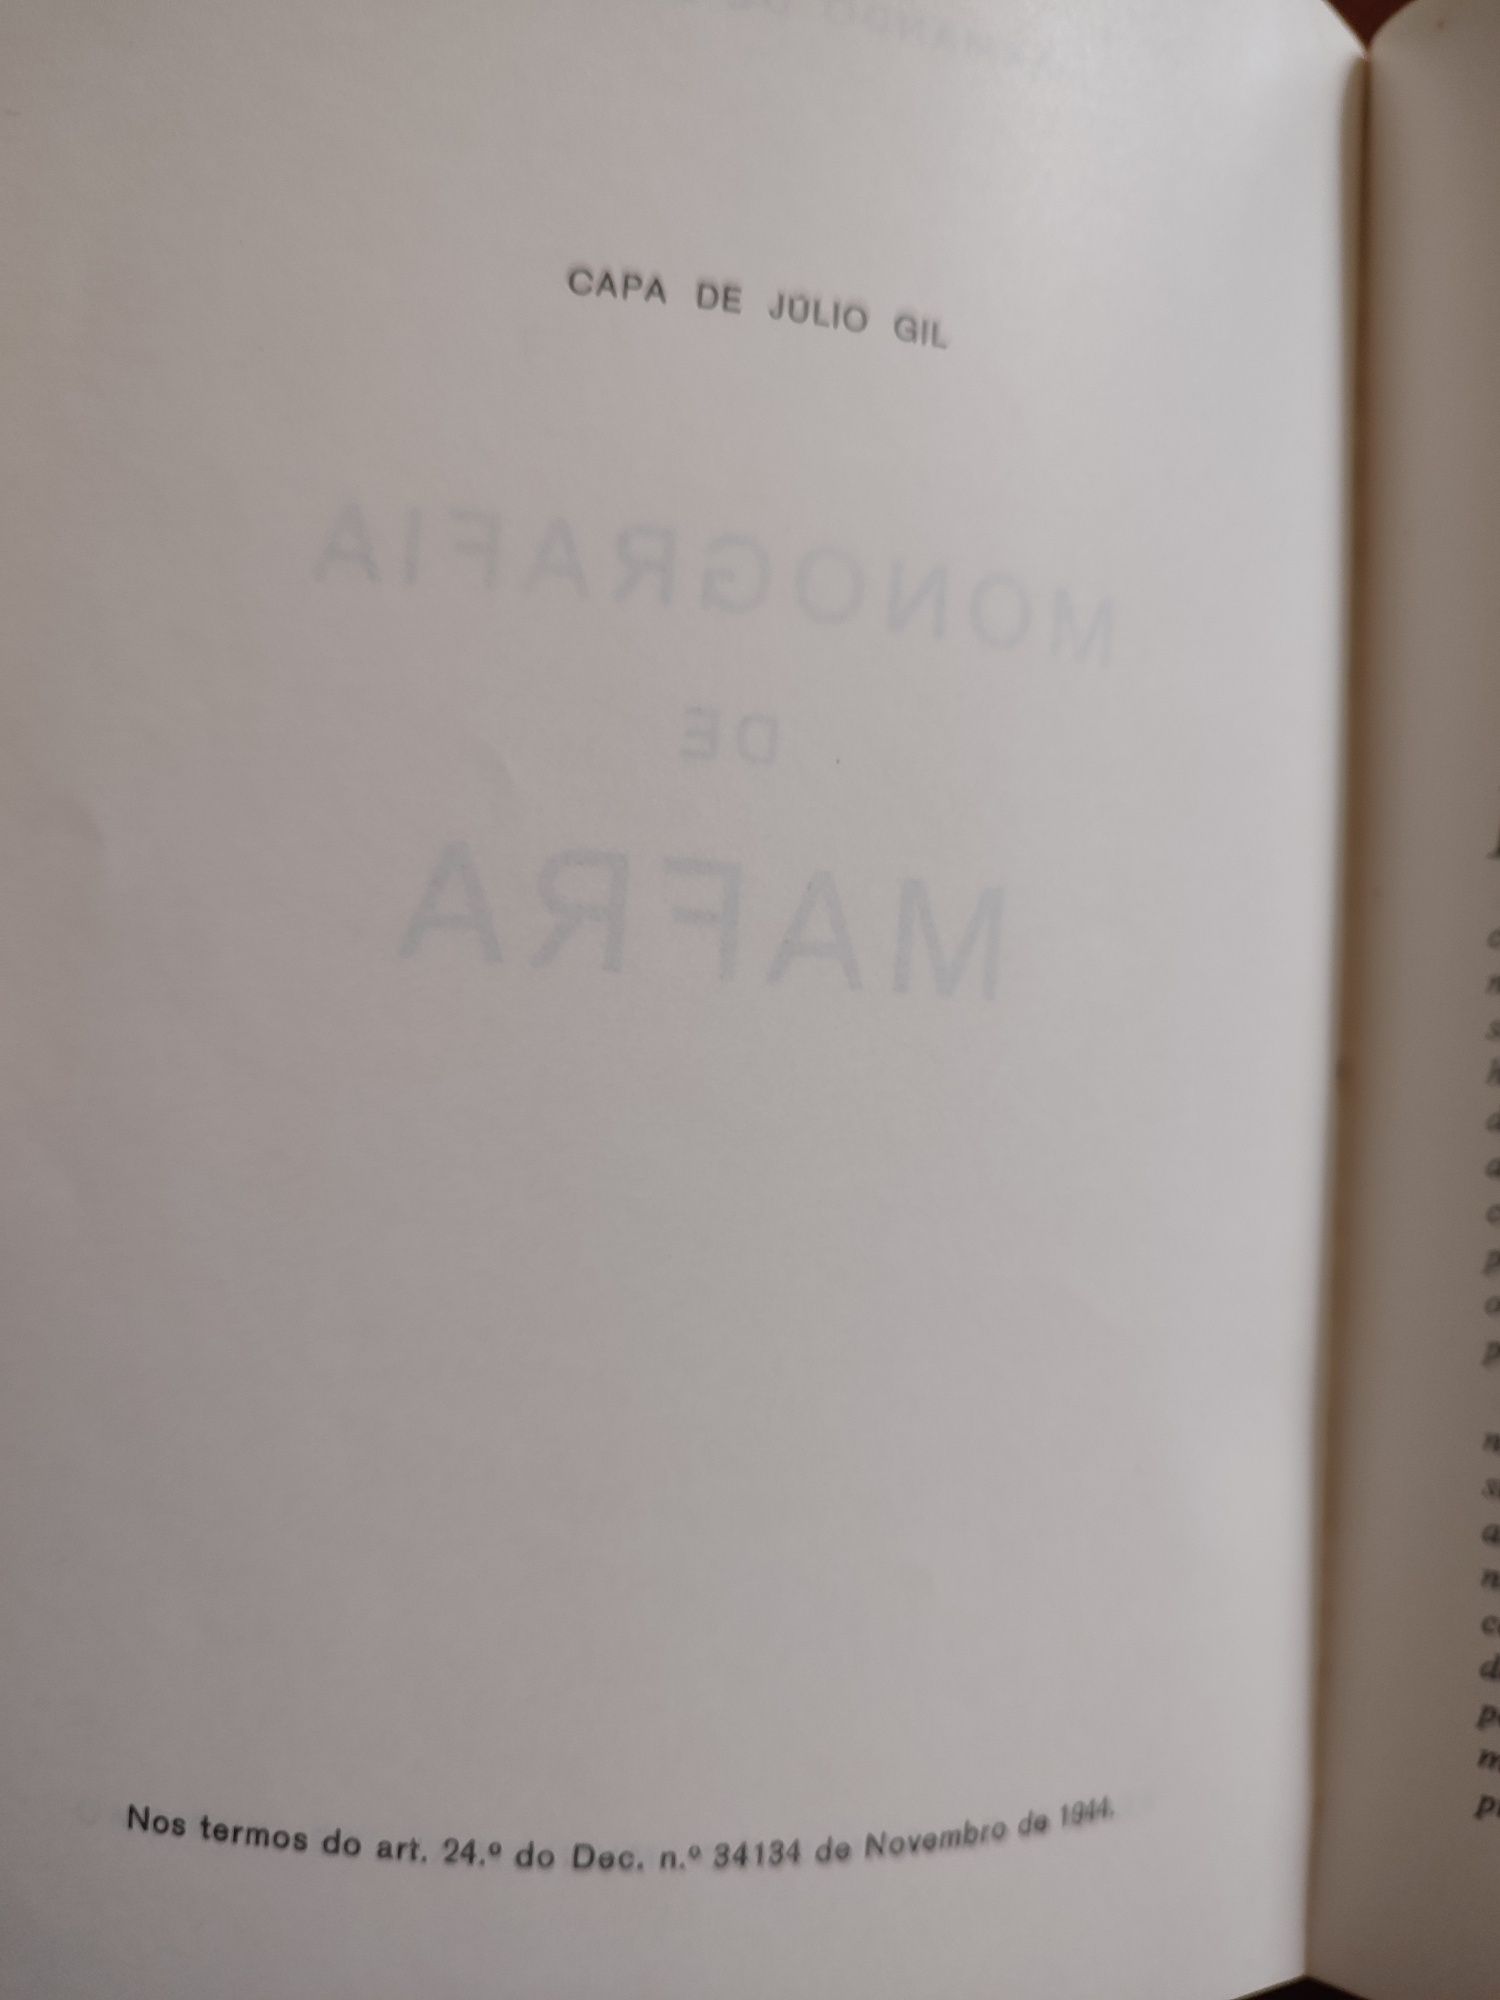 CAPA DE JÚLIO GIL
MONOGRAFIA
DE
MAFRA
Nos termos do art. 24.º do Dec. n.º 34134 de Novembro de 1944.